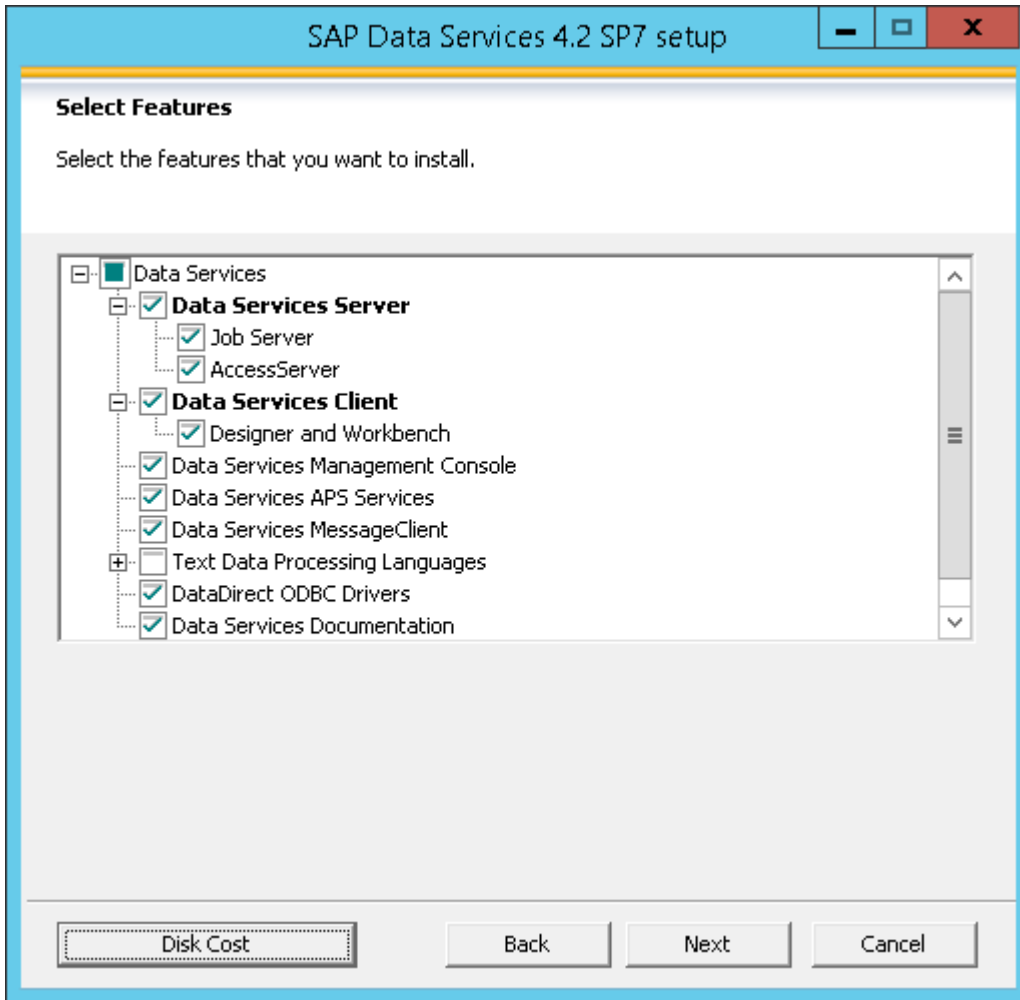 SAP Data Services 4.2 SP7 setup
Select Features
Select the features that you want to install.
Data Services
Data Services Server
Job Server
AccessServer
Data Services Client
Designer and Workbench
Data Services Management Console
Data Services APS Services
Data Services MessageClient
Text Data Processing Languages
DataDirect ODBC Drivers
Data Services Documentation
Disk Cost
Back
Next
Cancel